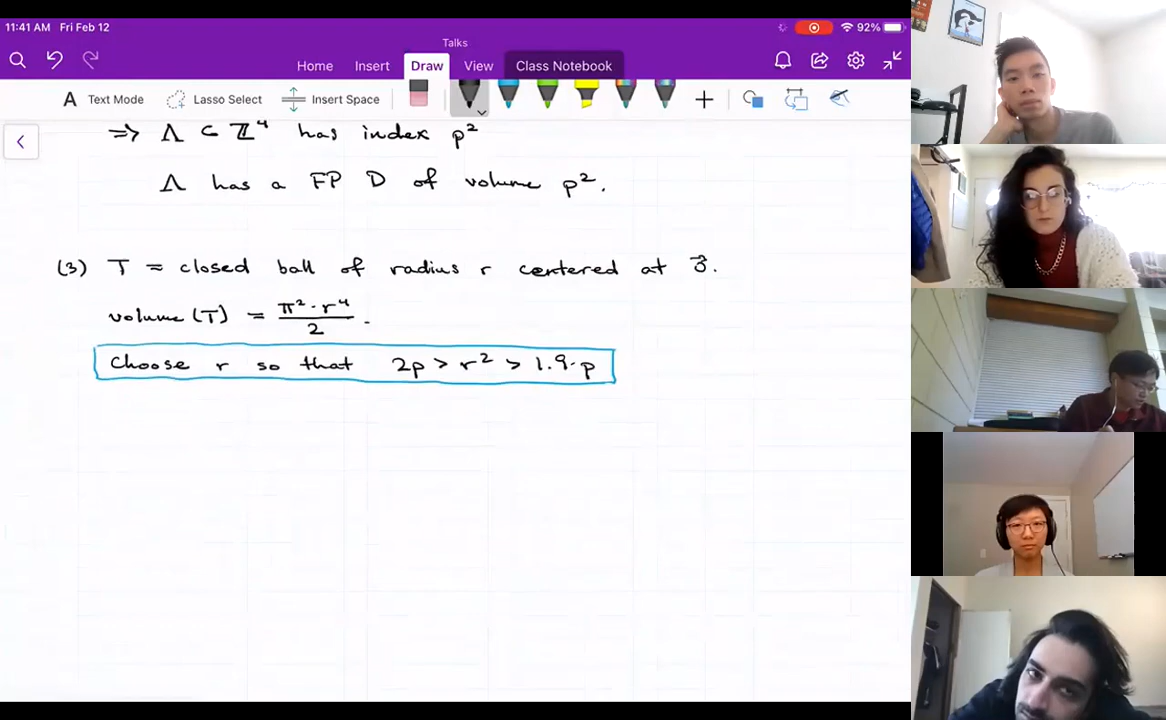 11:41 AM Fri Feb 12
92%
Talks
Home Insert Draw View Class Notebook
Text Mode Lasso Select Insert Space
⇒ Λ ⊂ ℤ⁴ has index p²
Λ has a FP D of volume p².
(3) T = closed ball of radius r centered at
volume (T) = π²·r⁴/2.
Choose r so that 2p > r² > 1.9·p